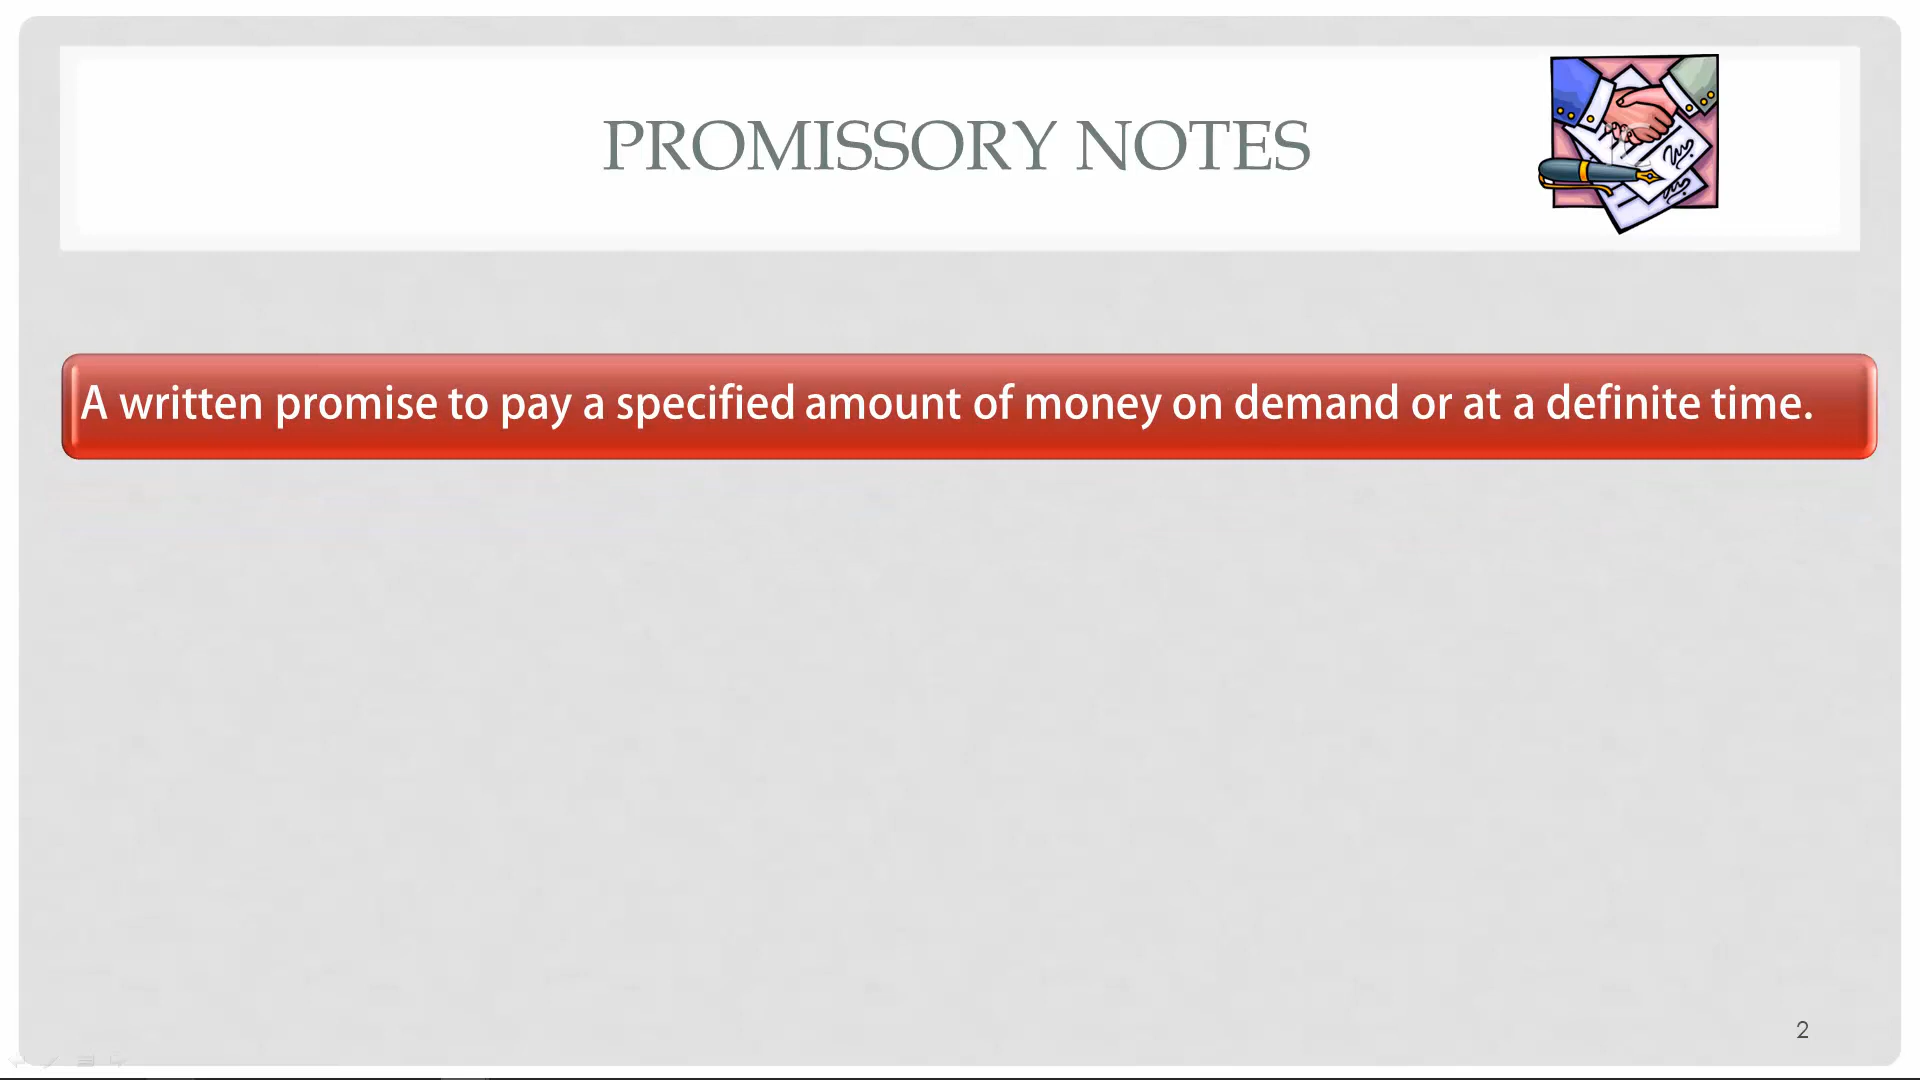 PROMISSORY NOTES
A written promise to pay a specified amount of money on demand or at a definite time.
2